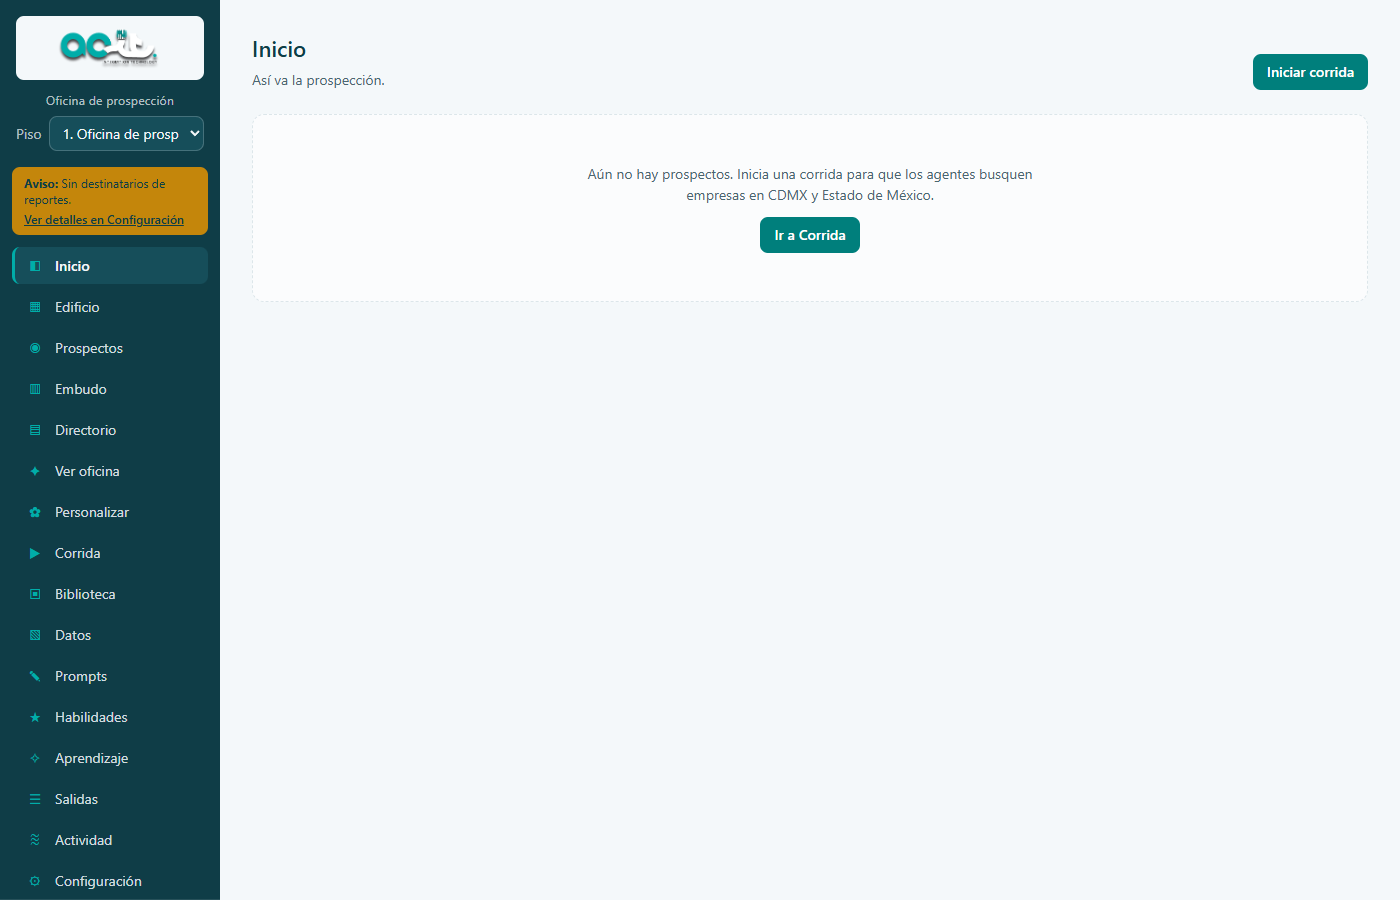 Oficina de prospección
Piso
1. Oficina de prosp
Aviso: Sin destinatarios de
reportes.
Ver detalles en Configuración
Inicio
Edificio
Prospectos
Embudo
Directorio
Ver oficina
Personalizar
Corrida
Biblioteca
Datos
Prompts
Habilidades
Aprendizaje
Salidas
Actividad
Configuración
Inicio
Así va la prospección.
Iniciar corrida
Aún no hay prospectos. Inicia una corrida para que los agentes busquen
empresas en CDMX y Estado de México.
Ir a Corrida